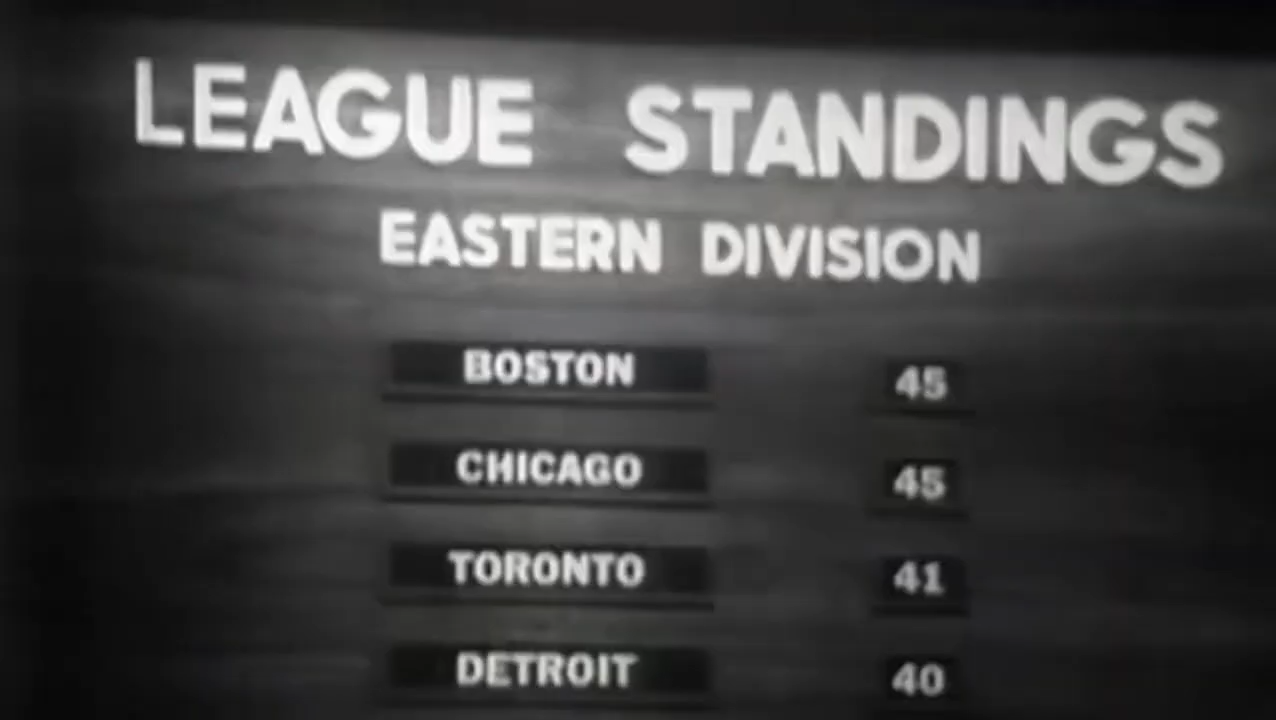 LEAGUE STANDINGS
EASTERN DIVISION
BOSTON 45
CHICAGO 45
TORONTO 41
DETROIT 40